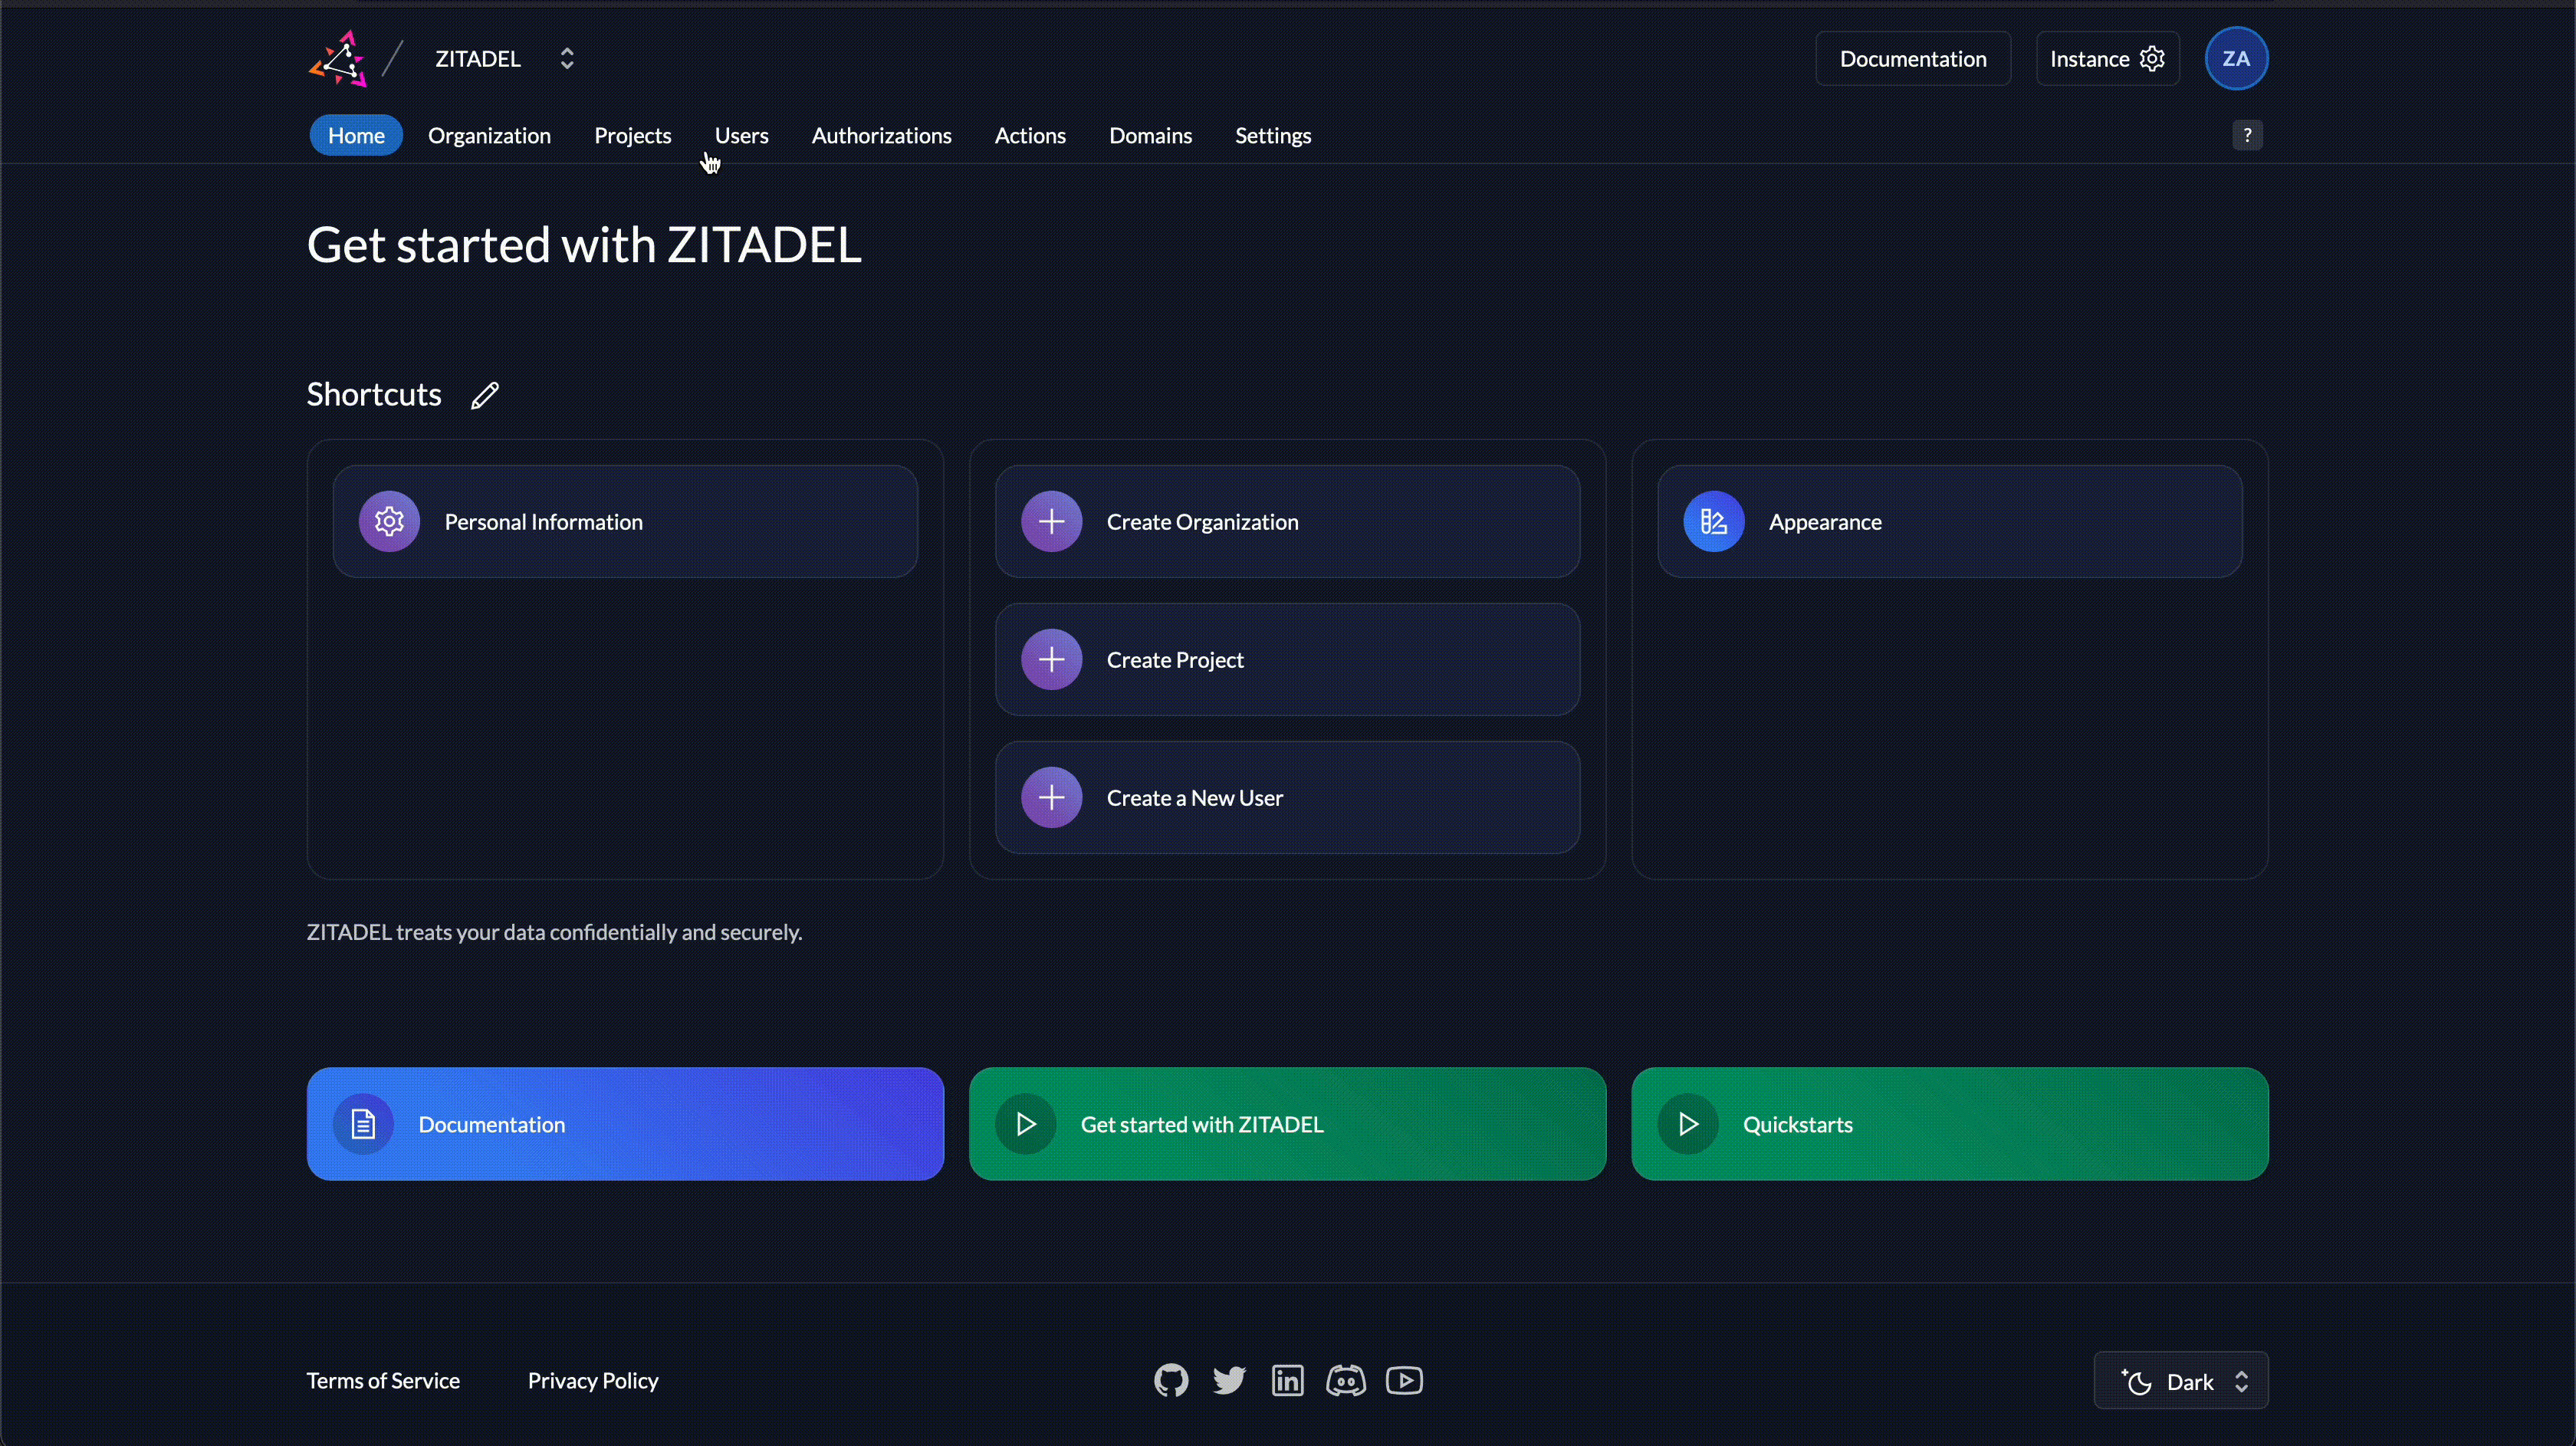 ZITADEL
Documentation
Instance
ZA
Home Organization Projects Users Authorizations Actions Domains Settings
?
Get started with ZITADEL
Shortcuts
Personal Information
Create Organization
Create Project
Create a New User
Appearance
ZITADEL treats your data confidentially and securely.
Documentation
Get started with ZITADEL
Quickstarts
Terms of Service
Privacy Policy
in
Dark